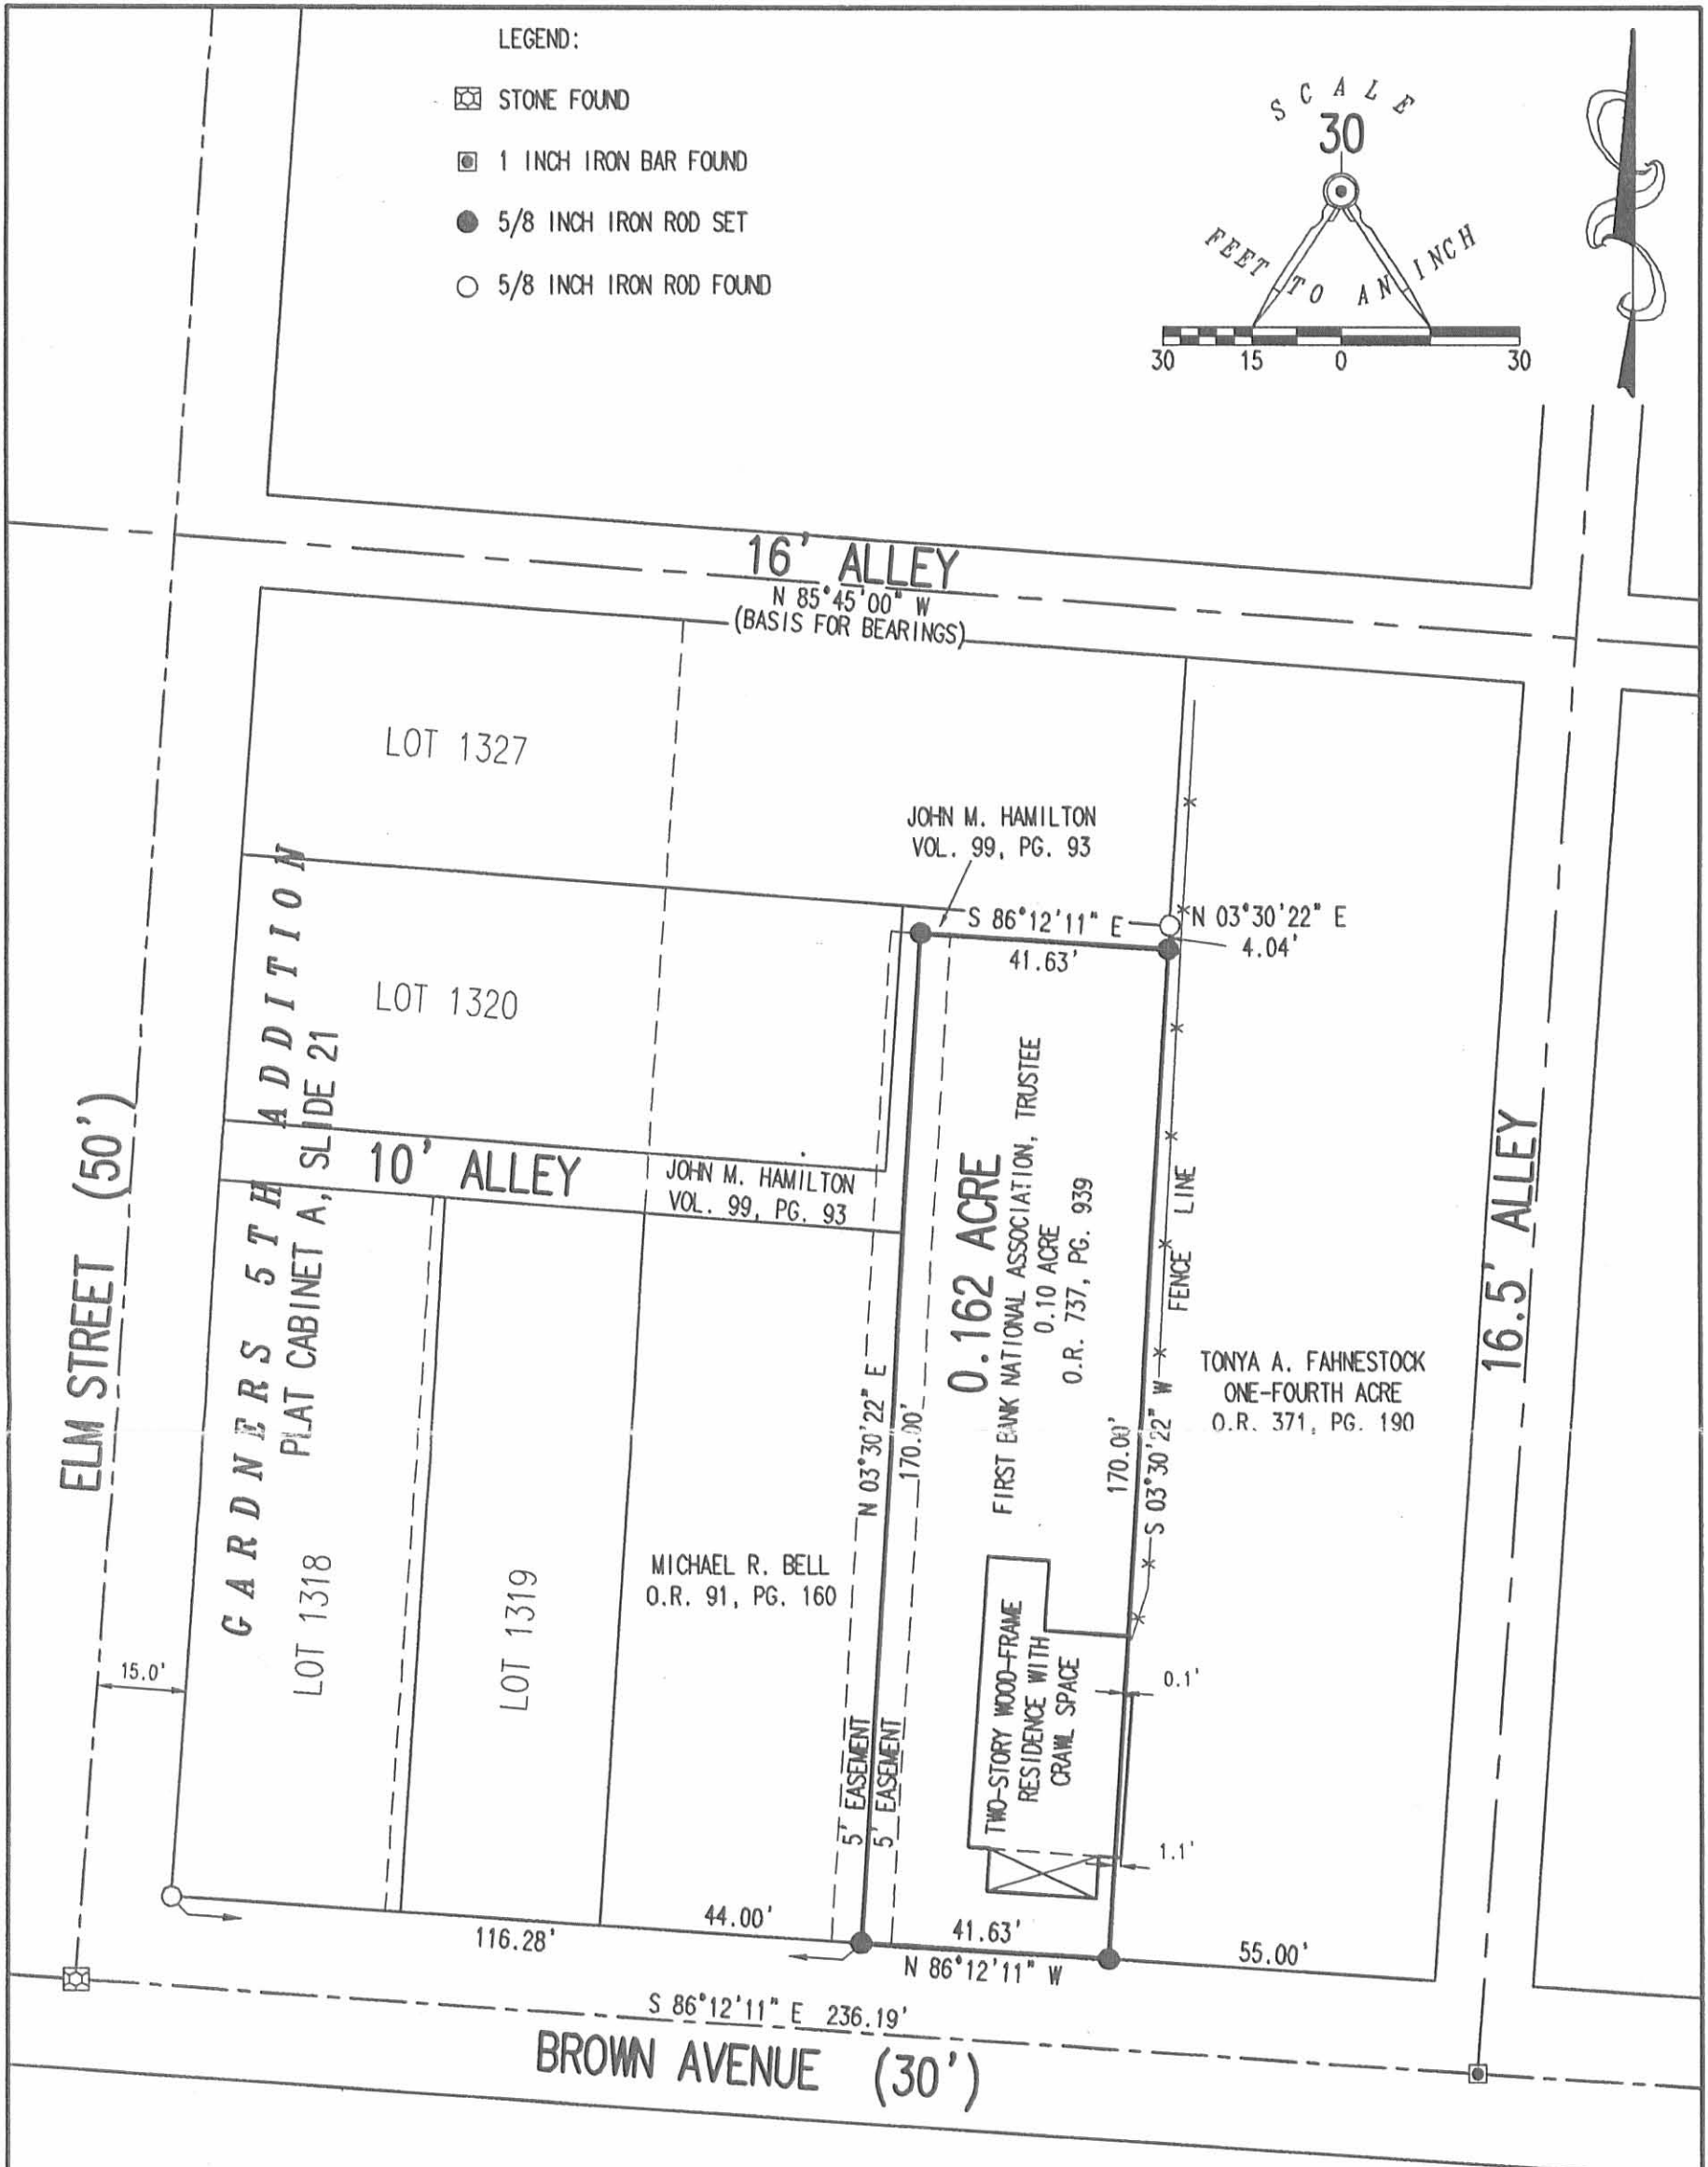 LEGEND:
STONE FOUND
1 INCH IRON BAR FOUND
5/8 INCH IRON ROD SET
5/8 INCH IRON ROD FOUND
SCALE
30
FEET TO AN INCH
30 15 0 30
16' ALLEY
N 85°45'00" W
(BASIS FOR BEARINGS)
LOT 1327
JOHN M. HAMILTON
VOL. 99, PG. 93
S 86°12'11" E
41.63'
N 03°30'22" E
4.04'
LOT 1320
GARDNERS 5TH ADDITION
PLAT CABINET A, SLIDE 21
10' ALLEY
JOHN M. HAMILTON
VOL. 99, PG. 93
ELM STREET (50')
0.162 ACRE
FIRST BANK NATIONAL ASSOCIATION, TRUSTEE
0.10 ACRE
O.R. 737, PG. 939
FENCE LINE
16.5' ALLEY
TONYA A. FAHNESTOCK
ONE-FOURTH ACRE
O.R. 371, PG. 190
N 03°30'22" E
170.00'
170.00'
S 03°30'22" W
LOT 1318
LOT 1319
MICHAEL R. BELL
O.R. 91, PG. 160
15.0'
5' EASEMENT
5' EASEMENT
TWO-STORY WOOD-FRAME
RESIDENCE WITH
CRAWL SPACE
0.1'
1.1'
116.28'
44.00'
41.63'
N 86°12'11" W
55.00'
S 86°12'11" E 236.19'
BROWN AVENUE (30')